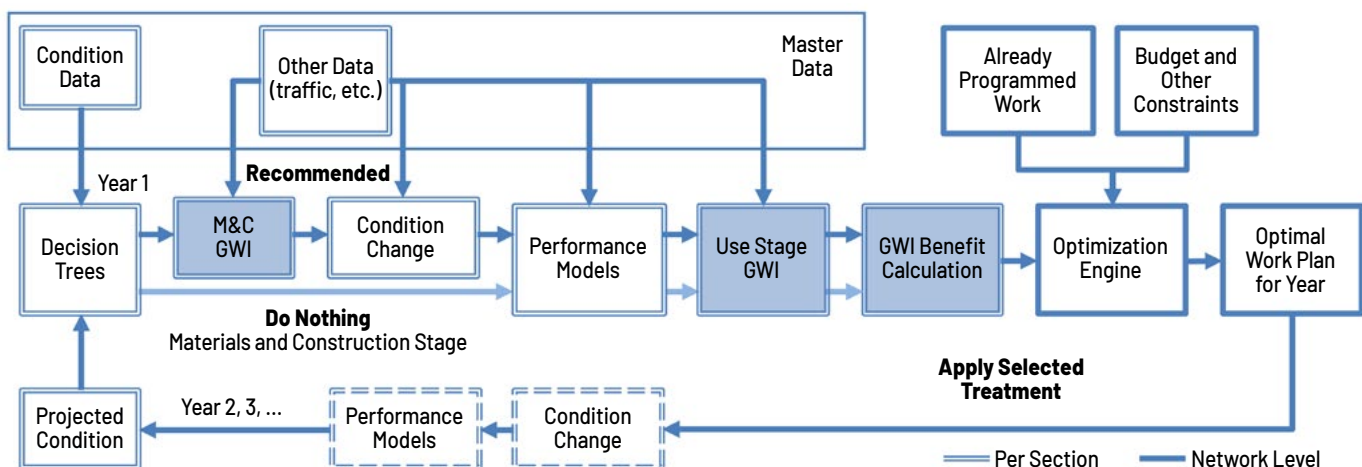 Condition
Data
Other Data
(traffic, etc.)
Master
Data
Already
Programmed
Work
Budget and
Other
Constraints
Year 1
Recommended
Decision
Trees
M&C
GWI
Condition
Change
Performance
Models
Use Stage
GWI
GWI Benefit
Calculation
Optimization
Engine
Optimal
Work Plan
for Year
Do Nothing
Materials and Construction Stage
Apply Selected
Treatment
Projected
Condition
Year 2, 3, ...
Performance
Models
Condition
Change
Per Section
Network Level